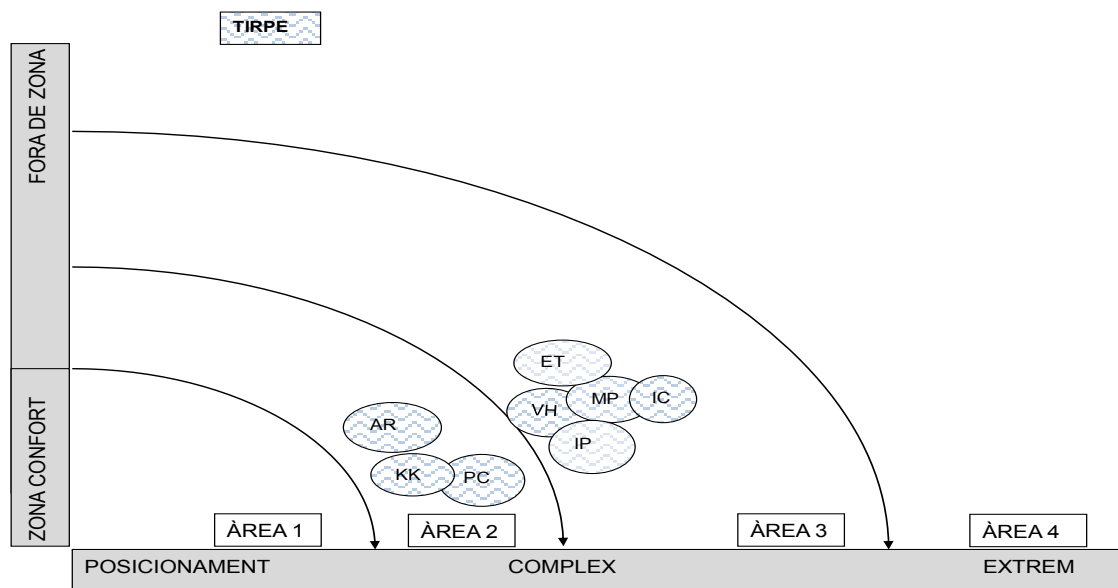 TIRPE
FORA DE ZONA
ZONA CONFORT
ET
MP
IC
VH
AR
IP
KK
PC
ÀREA 1
ÀREA 2
ÀREA 3
ÀREA 4
POSICIONAMENT
COMPLEX
EXTREM